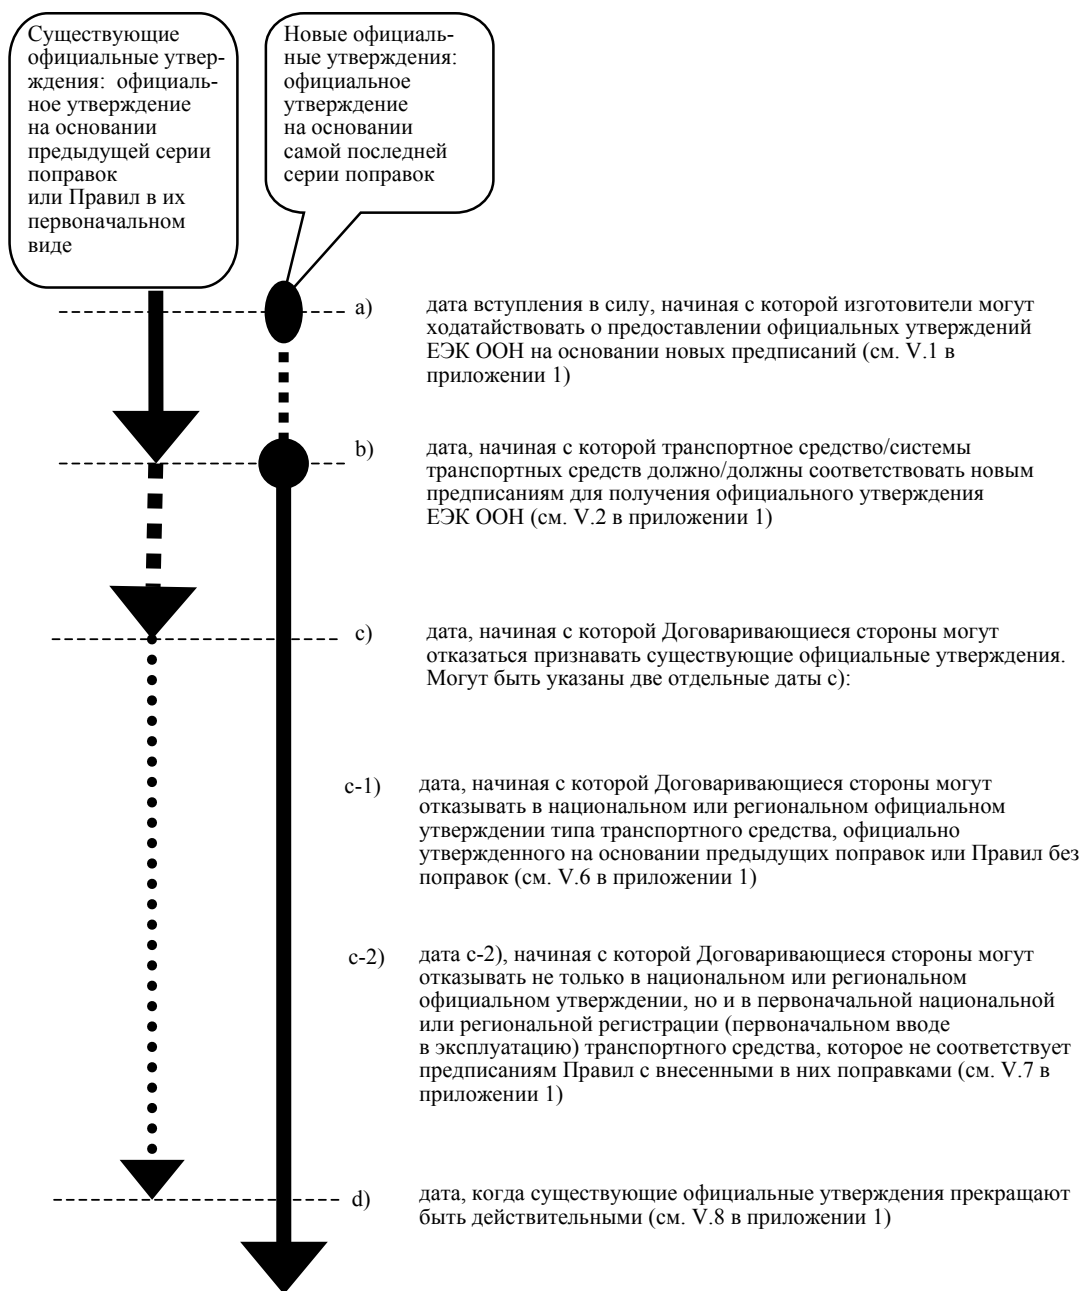 Существующие
официальные утвер-
ждения: официаль-
ное утверждение
на основании
предыдущей серии
поправок
или Правил в их
первоначальном
виде
Новые официаль-
ные утверждения:
официальное
утверждение
на основании
самой последней
серии поправок
a) дата вступления в силу, начиная с которой изготовители могут
ходатайствовать о предоставлении официальных утверждений
ЕЭК ООН на основании новых предписаний (см. V.1 в
приложении 1)
b) дата, начиная с которой транспортное средство/системы
транспортных средств должно/должны соответствовать новым
предписаниям для получения официального утверждения
ЕЭК ООН (см. V.2 в приложении 1)
c) дата, начиная с которой Договаривающиеся стороны могут
отказаться признавать существующие официальные утверждения.
Могут быть указаны две отдельные даты c):
c-1) дата, начиная с которой Договаривающиеся стороны могут
отказывать в национальном или региональном официальном
утверждении типа транспортного средства, официально
утвержденного на основании предыдущих поправок или Правил без
поправок (см. V.6 в приложении 1)
c-2) дата c-2), начиная с которой Договаривающиеся стороны могут
отказывать не только в национальном или региональном
официальном утверждении, но и в первоначальной национальной
или региональной регистрации (первоначальном вводе
в эксплуатацию) транспортного средства, которое не соответствует
предписаниям Правил с внесенными в них поправками (см. V.7 в
приложении 1)
d) дата, когда существующие официальные утверждения прекращают
быть действительными (см. V.8 в приложении 1)